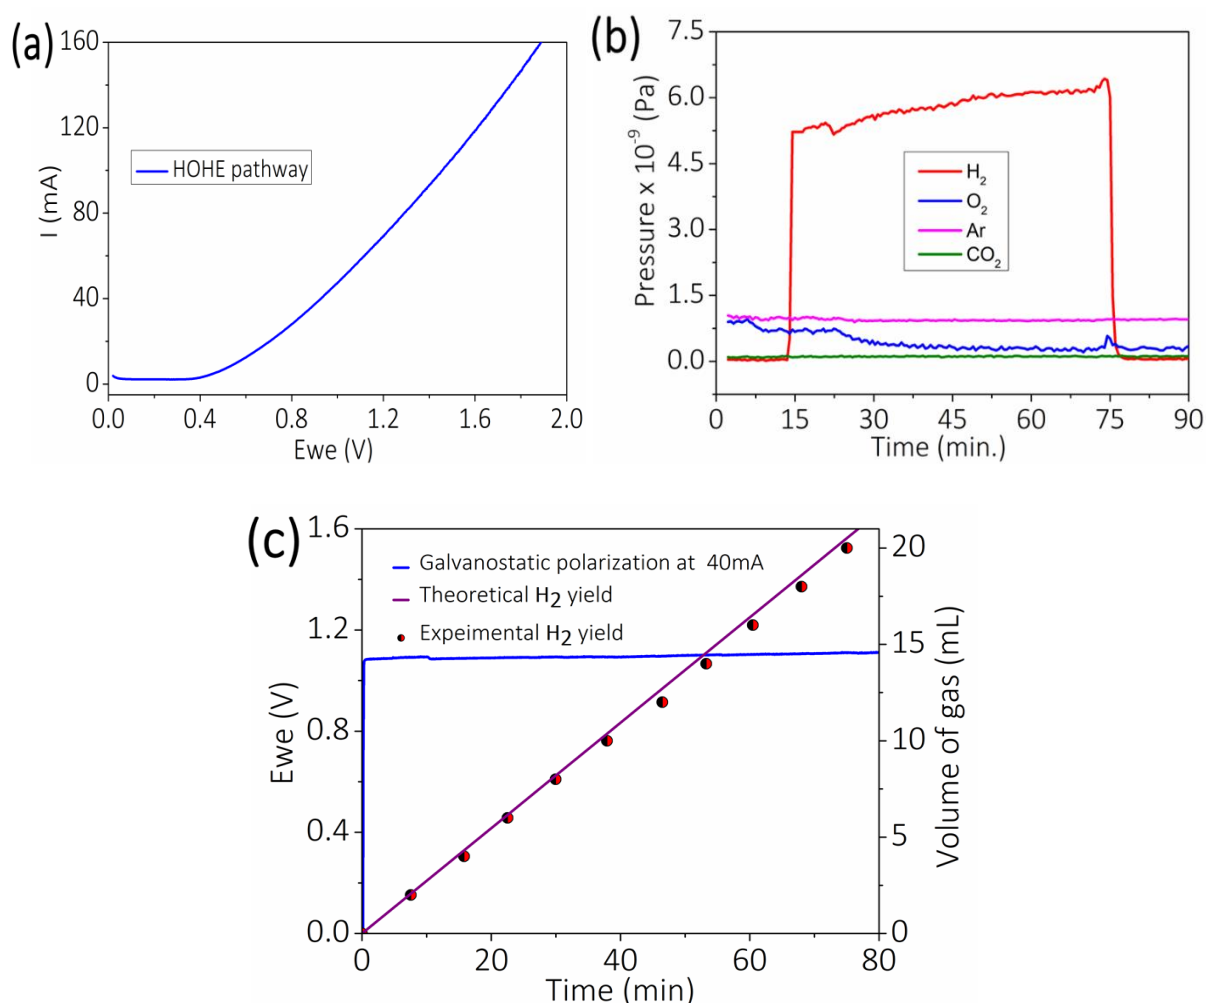 (a)
160
120
80
40
0
I (mA)
HOHE pathway
0.0 0.4 0.8 1.2 1.6 2.0
Ewe (V)
(b)
7.5
6.0
4.5
3.0
1.5
0.0
Pressure x 10⁻⁹ (Pa)
H₂
O₂
Ar
CO₂
0 15 30 45 60 75 90
Time (min.)
(c)
1.6
1.2
0.8
0.4
0.0
Ewe (V)
Galvanostatic polarization at 40mA
Theoretical H₂ yield
Expeimental H₂ yield
20
15
10
5
0
Volume of gas (mL)
0 20 40 60 80
Time (min)